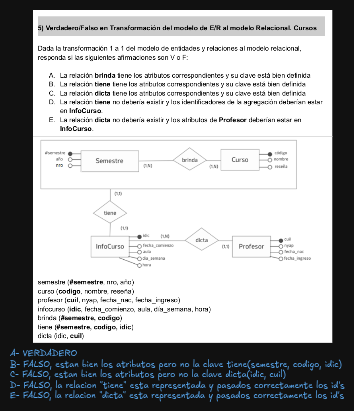 5) Verdadero/Falso en Transformación del modelo de E/R al modelo Relacional. Cursos
Dada la transformación 1 a 1 del modelo de entidades y relaciones al modelo relacional,
responda si las siguientes afirmaciones son V o F:
A. La relación brinda tiene los atributos correspondientes y su clave está bien definida
B. La relación tiene tiene los atributos correspondientes y su clave está bien definida
C. La relación dicta tiene los atributos correspondientes y su clave está bien definida
D. La relación tiene no debería existir y los identificadores de la agregación deberían estar
en InfoCurso.
E. La relación dicta no debería existir y los atributos de Profesor deberían estar en
InfoCurso.
#semestre
año
nro
Semestre
(1,N)
brinda
(1,N)
Curso
código
nombre
reseña
(1,1)
tiene
(1,1)
InfoCurso
idic
fecha_comienzo
aula
dia_semana
hora
(1,N)
dicta
(1,1)
Profesor
cuil
nyap
fecha_nac
fecha_ingreso
semestre (#semestre, nro, año)
curso (codigo, nombre, reseña)
profesor (cuil, nyap, fecha_nac, fecha_ingreso)
infocurso (idic, fecha_comienzo, aula, dia_semana, hora)
brinda (#semestre, codigo)
tiene (#semestre, codigo, idic)
dicta (idic, cuil)
A- VERDADERO
B- FALSO, estan bien los atributos pero no la clave tiene(semestre, codigo, idic)
C- FALSO, estan bien los atributos pero no la clave dicta(idic, cuil)
D- FALSO, la relacion "tiene" esta representada y pasados correctamente los id's
E- FALSO, la relacion "dicta" esta representada y pasados correctamente los id's